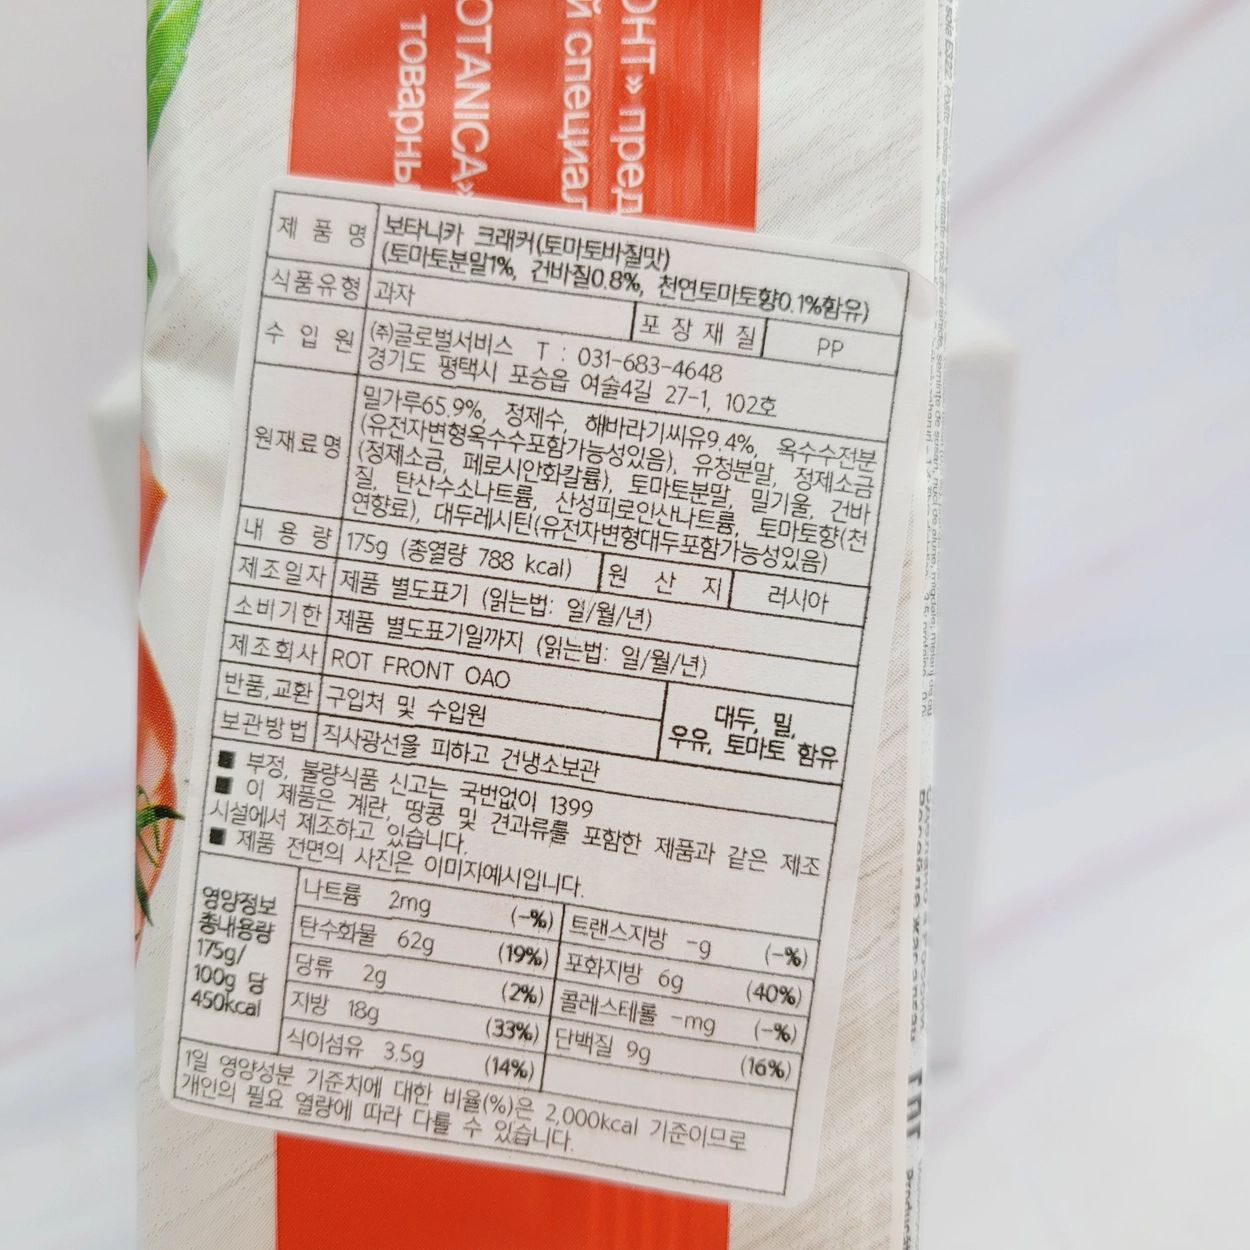 ОНТ» пред
й специал
OTANICA»
товарны
제 품 명
보타니카 크래커(토마토바질맛)
(토마토분말1%, 건바질0.8%, 천연토마토향0.1%함유)
식품유형 과자
포 장 재 질 PP
수 입 원
(주)글로벌서비스 T : 031-683-4648
경기도 평택시 포승읍 여술4길 27-1, 102호
원재료명
밀가루65.9%, 정제수, 해바라기씨유9.4%, 옥수수전분
(유전자변형옥수수포함가능성있음), 유청분말, 정제소금
(정제소금, 페로시안화칼륨), 토마토분말, 밀기울, 건바
질, 탄산수소나트륨, 산성피로인산나트륨, 토마토향(천
연향료), 대두레시틴(유전자변형대두포함가능성있음)
내 용 량 175g (총열량 788 kcal) 원 산 지 러시아
제조일자 제품 별도표기 (읽는법: 일/월/년)
소비기한 제품 별도표기일까지 (읽는법: 일/월/년)
제조회사 ROT FRONT OAO
반품,교환 구입처 및 수입원
대두, 밀,
우유, 토마토 함유
보관방법 직사광선을 피하고 건냉소보관
■ 부정, 불량식품 신고는 국번없이 1399
■ 이 제품은 계란, 땅콩 및 견과류를 포함한 제품과 같은 제조
시설에서 제조하고 있습니다.
■ 제품 전면의 사진은 이미지예시입니다.
영양정보
총내용량
175g/
100g 당
450kcal
나트륨 2mg (-%) 트랜스지방 -g (-%)
탄수화물 62g (19%) 포화지방 6g (40%)
당류 2g (2%) 콜레스테롤 -mg (-%)
지방 18g (33%) 단백질 9g (16%)
식이섬유 3.5g (14%)
1일 영양성분 기준치에 대한 비율(%)은 2,000kcal 기준이므로
개인의 필요 열량에 따라 다를 수 있습니다.